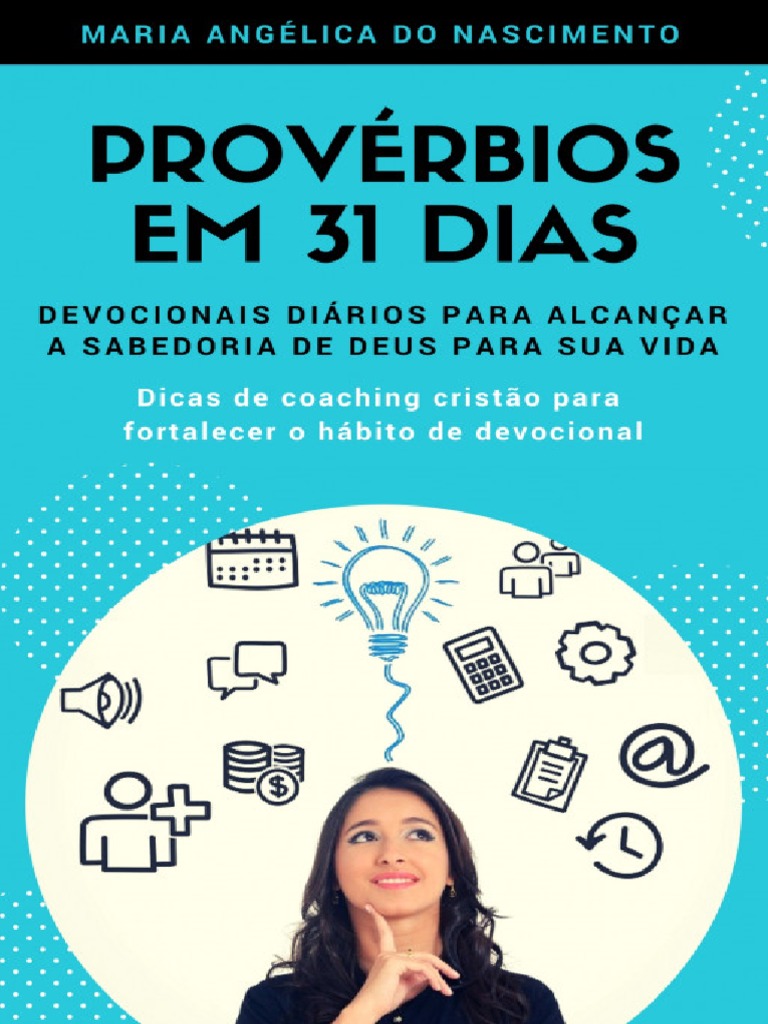 MARIA ANGÉLICA DO NASCIMENTO
PROVÉRBIOS
EM 31 DIAS
DEVOCIONAIS DIÁRIOS PARA ALCANÇAR
A SABEDORIA DE DEUS PARA SUA VIDA
Dicas de coaching cristão para
fortalecer o hábito de devocional